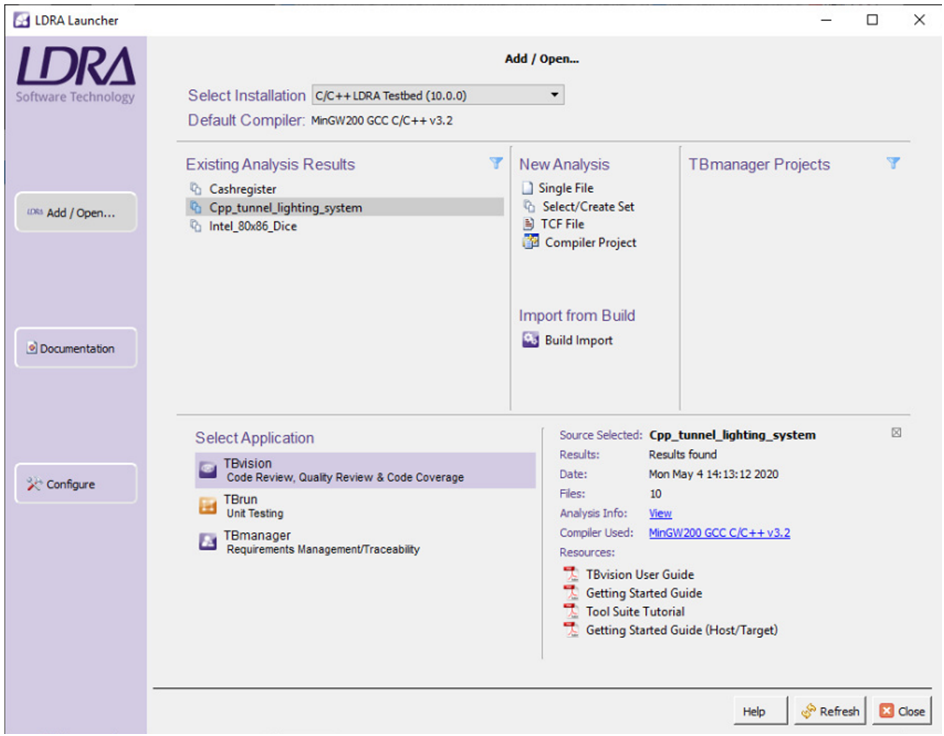 LDRA Launcher
LDRA
Software Technology
LDRA Add / Open...
Documentation
Configure
Add / Open...
Select Installation C/C++ LDRA Testbed (10.0.0)
Default Compiler: MinGW200 GCC C/C++ v3.2
Existing Analysis Results
Cashregister
Cpp_tunnel_lighting_system
Intel_80x86_Dice
New Analysis
Single File
Select/Create Set
TCF File
Compiler Project
Import from Build
Build Import
TBmanager Projects
Select Application
TBvision
Code Review, Quality Review & Code Coverage
TBrun
Unit Testing
TBmanager
Requirements Management/Traceability
Source Selected: Cpp_tunnel_lighting_system
Results: Results found
Date: Mon May 4 14:13:12 2020
Files: 10
Analysis Info: View
Compiler Used: MinGW200 GCC C/C++ v3.2
Resources:
TBvision User Guide
Getting Started Guide
Tool Suite Tutorial
Getting Started Guide (Host/Target)
Help Refresh Close